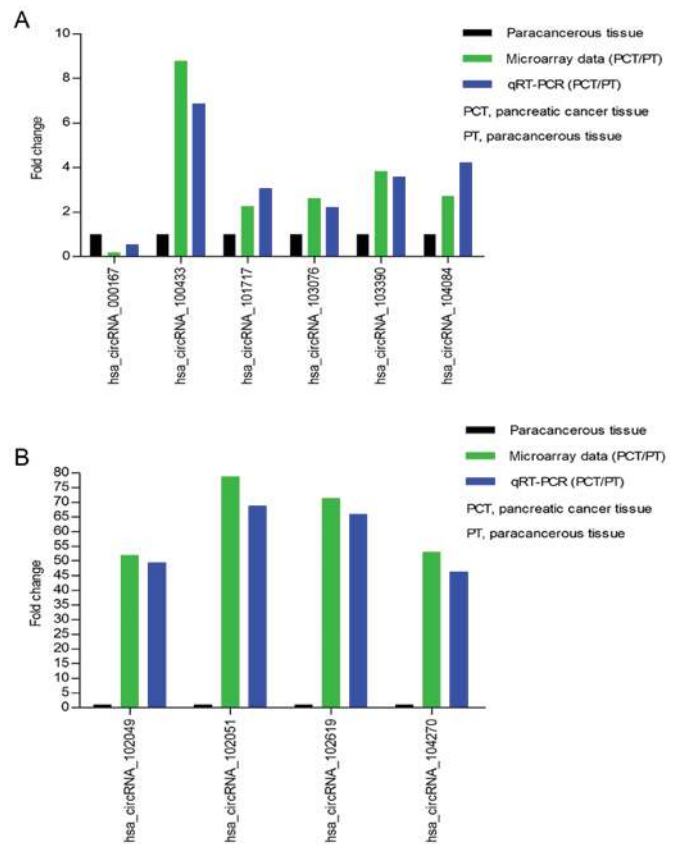 A
Paracancerous tissue
Microarray data (PCT/PT)
qRT-PCR (PCT/PT)
PCT, pancreatic cancer tissue
PT, paracancerous tissue
Fold change
10
8
6
4
2
0
hsa_circRNA_000167
hsa_circRNA_100433
hsa_circRNA_101717
hsa_circRNA_103076
hsa_circRNA_103390
hsa_circRNA_104084
B
Paracancerous tissue
Microarray data (PCT/PT)
qRT-PCR (PCT/PT)
PCT, pancreatic cancer tissue
PT, paracancerous tissue
Fold change
80
75
70
65
60
55
50
45
40
35
30
25
20
15
10
5
0
hsa_circRNA_102049
hsa_circRNA_102051
hsa_circRNA_102619
hsa_circRNA_104270